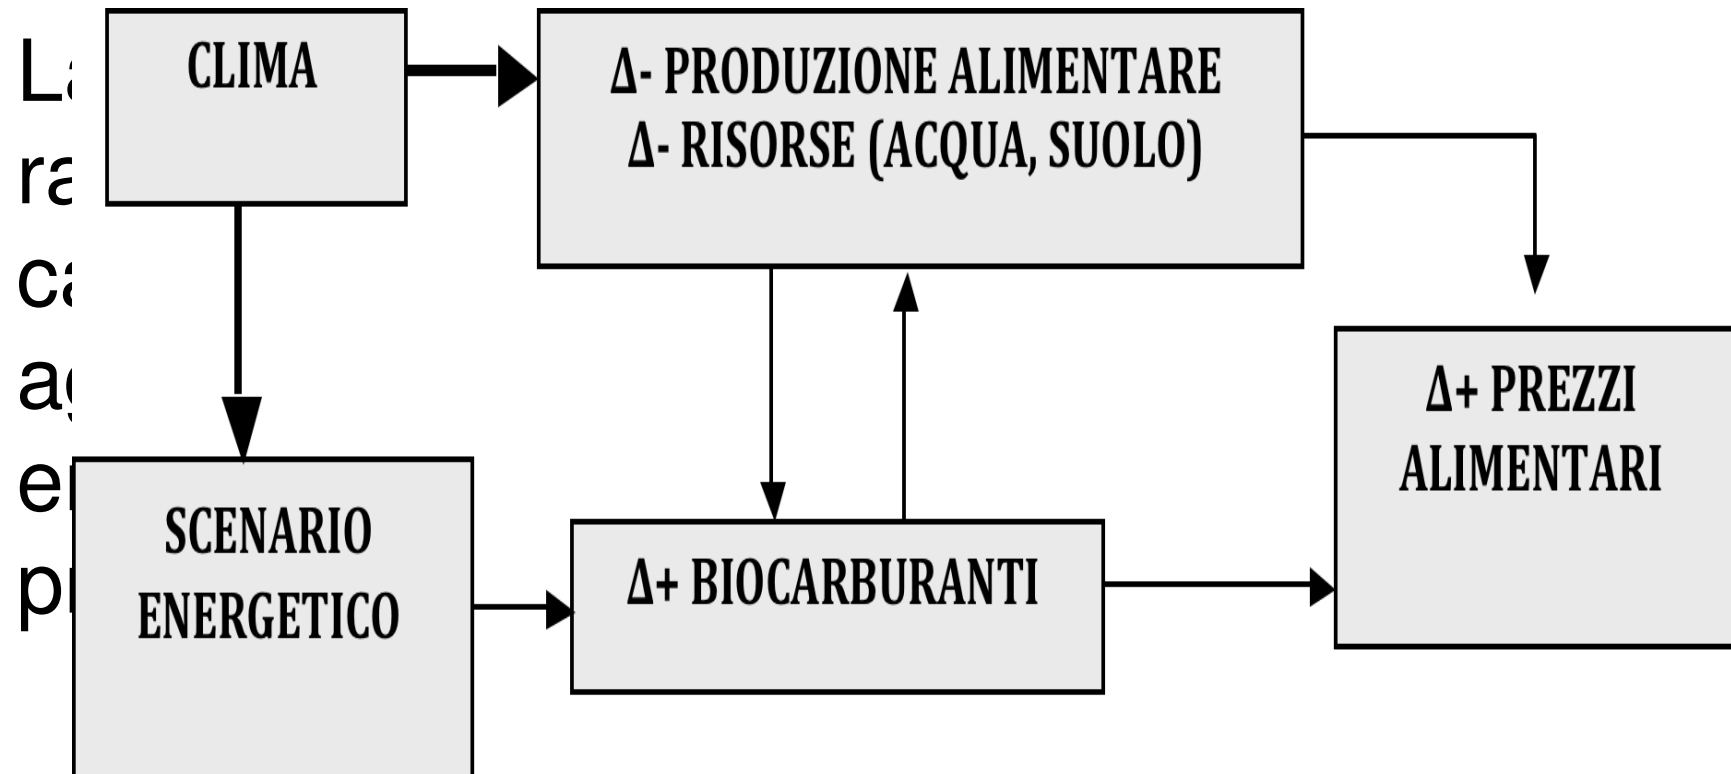 CLIMA
Δ- PRODUZIONE ALIMENTARE
Δ- RISORSE (ACQUA, SUOLO)
Δ+ PREZZI
ALIMENTARI
SCENARIO
ENERGETICO
Δ+ BIOCARBURANTI